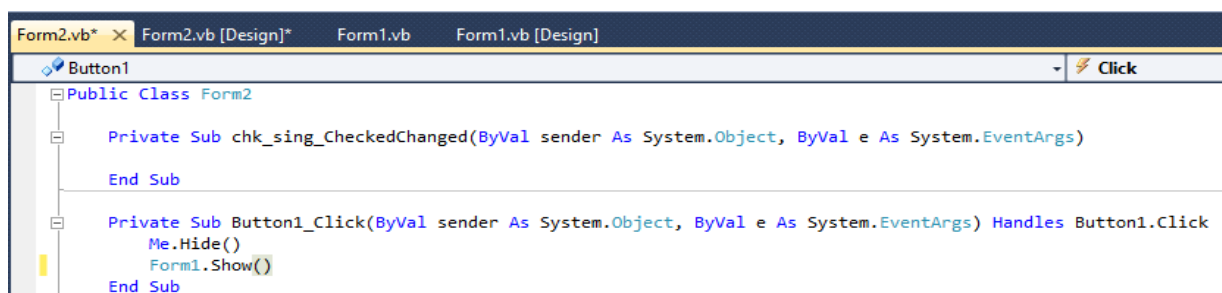 Form2.vb* × Form2.vb [Design]* Form1.vb Form1.vb [Design]
Button1 Click
Public Class Form2
Private Sub chk_sing_CheckedChanged(ByVal sender As System.Object, ByVal e As System.EventArgs)
End Sub
Private Sub Button1_Click(ByVal sender As System.Object, ByVal e As System.EventArgs) Handles Button1.Click
Me.Hide()
Form1.Show()
End Sub